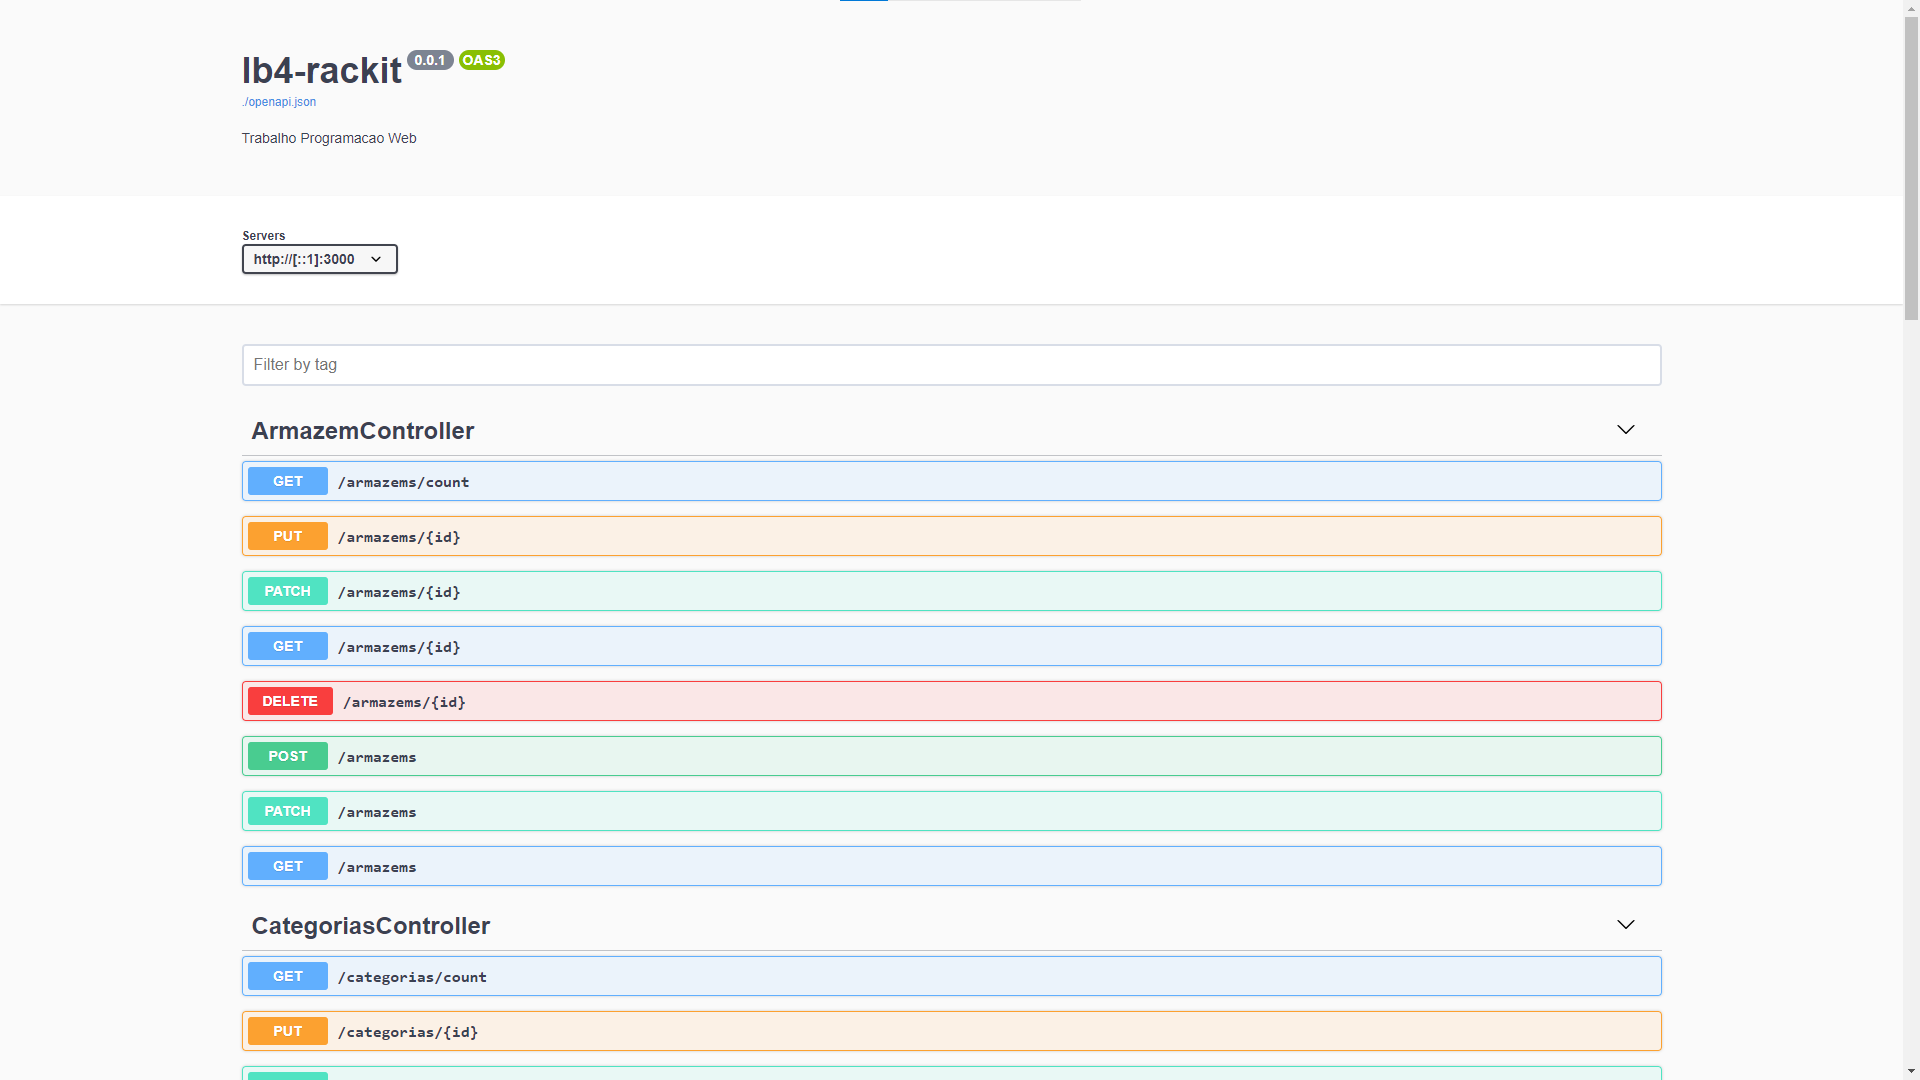 lb4-rackit 0.0.1 OAS3
./openapi.json
Trabalho Programacao Web
Servers
http://[::1]:3000
Filter by tag
ArmazemController
GET /armazems/count
PUT /armazems/{id}
PATCH /armazems/{id}
GET /armazems/{id}
DELETE /armazems/{id}
POST /armazems
PATCH /armazems
GET /armazems
CategoriasController
GET /categorias/count
PUT /categorias/{id}